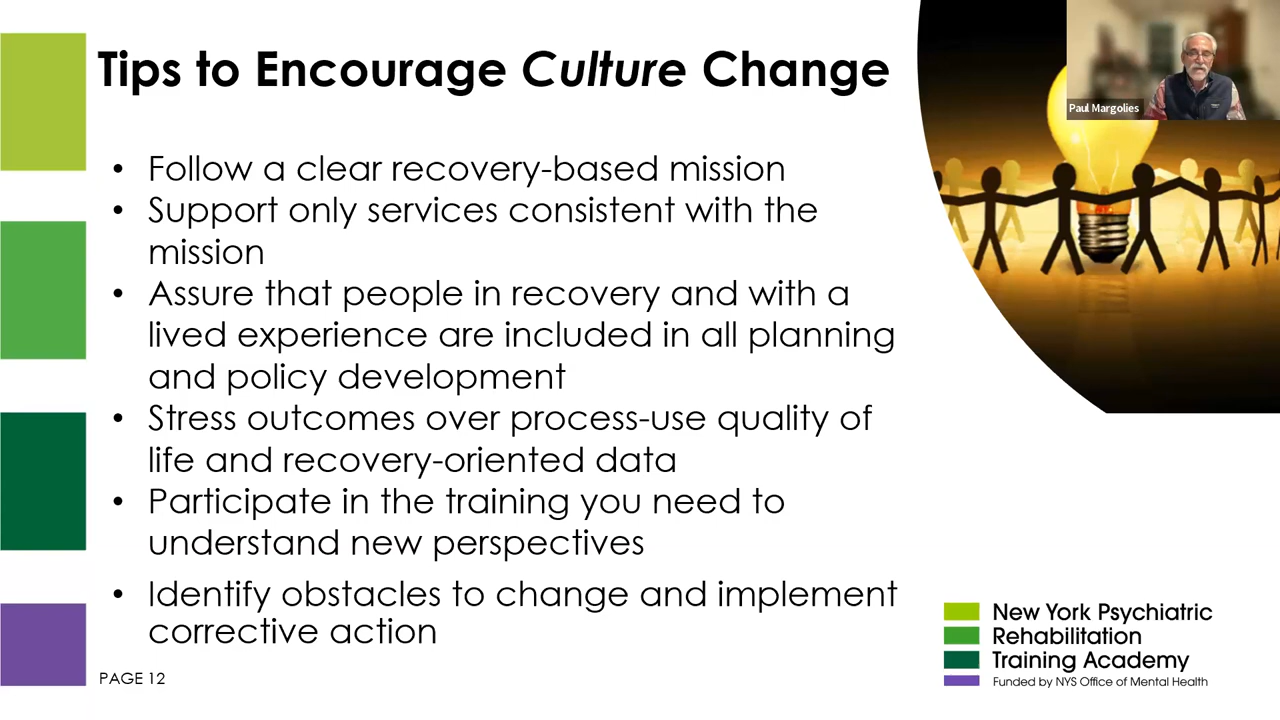 Tips to Encourage Culture Change
• Follow a clear recovery-based mission
• Support only services consistent with the
mission
• Assure that people in recovery and with a
lived experience are included in all planning
and policy development
• Stress outcomes over process-use quality of
life and recovery-oriented data
• Participate in the training you need to
understand new perspectives
• Identify obstacles to change and implement
corrective action
PAGE 12
Paul Margolies
New York Psychiatric
Rehabilitation
Training Academy
Funded by NYS Office of Mental Health